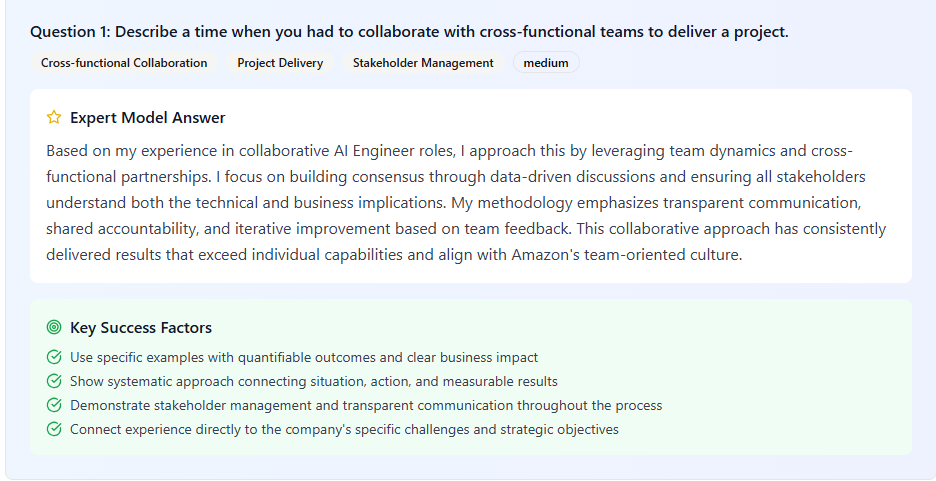 Question 1: Describe a time when you had to collaborate with cross-functional teams to deliver a project.
Cross-functional Collaboration Project Delivery Stakeholder Management medium
Expert Model Answer
Based on my experience in collaborative AI Engineer roles, I approach this by leveraging team dynamics and cross-
functional partnerships. I focus on building consensus through data-driven discussions and ensuring all stakeholders
understand both the technical and business implications. My methodology emphasizes transparent communication,
shared accountability, and iterative improvement based on team feedback. This collaborative approach has consistently
delivered results that exceed individual capabilities and align with Amazon's team-oriented culture.
Key Success Factors
Use specific examples with quantifiable outcomes and clear business impact
Show systematic approach connecting situation, action, and measurable results
Demonstrate stakeholder management and transparent communication throughout the process
Connect experience directly to the company's specific challenges and strategic objectives